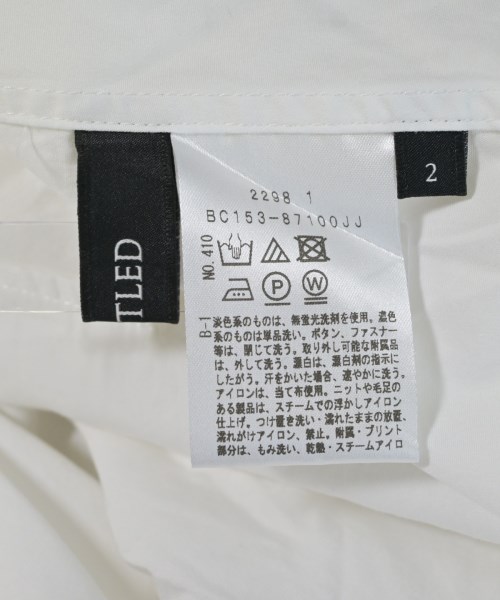 TLED
2
2298 1
BC153-87100JJ
NO.410
P
W
B-1
淡色系のものは、無蛍光洗剤を使用。濃色
系のものは単品洗い。ボタン、ファスナー
等は、閉じて洗う。取り外し可能な附属品
は、外して洗う。漂白は、漂白剤の指示に
したがう。汗をかいた場合、速やかに洗う。
アイロンは、当て布使用。ニットや毛足の
ある製品は、スチームでの浮かしアイロン
仕上げ。つけ置き洗い・濡れたままの放置、
濡れがけアイロン、禁止。附属・プリント
部分は、もみ洗い、乾熱・スチームアイロ